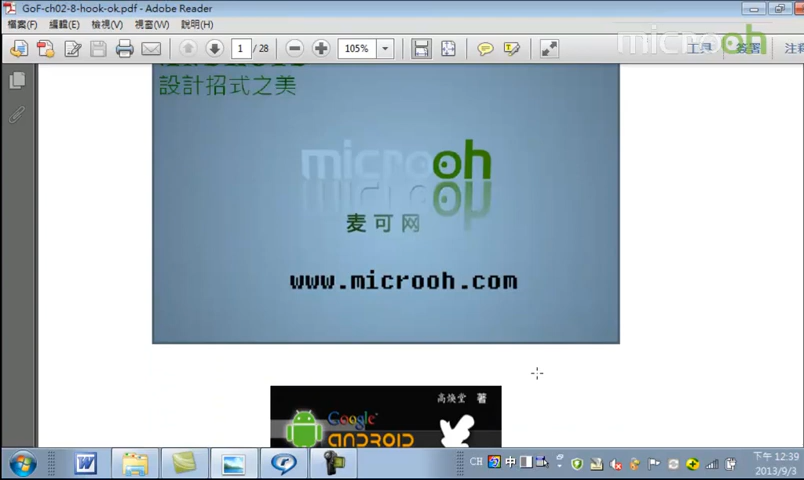 GoF-ch02-8-hook-ok.pdf - Adobe Reader
檔案(F) 編輯(E) 檢視(V) 視窗(W) 說明(H)
1 / 28 105% 工具 簽署
microoh
設計招式之美
microoh
麦可网
www.microoh.com
高煥堂 著
Google
ANDROID
CH 中 下午 12:39
2013/9/3